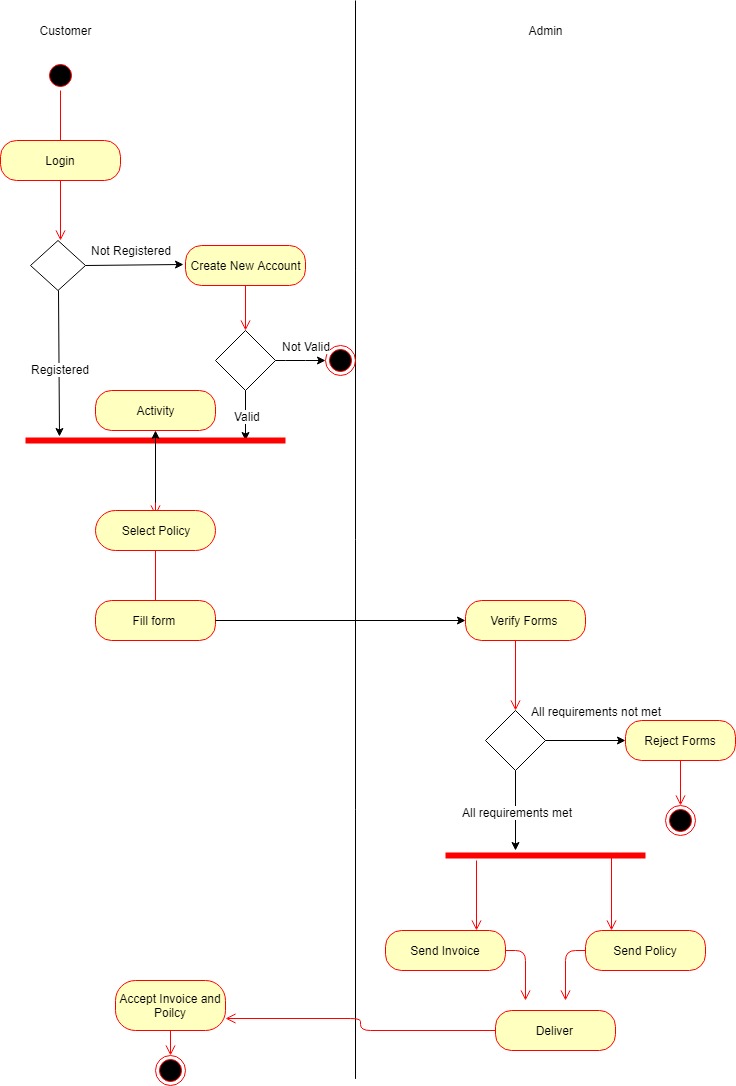 Customer
Admin
Login
Not Registered
Create New Account
Not Valid
Registered
Activity
Valid
Select Policy
Fill form
Verify Forms
All requirements not met
Reject Forms
All requirements met
Send Invoice
Send Policy
Accept Invoice and
Poilcy
Deliver